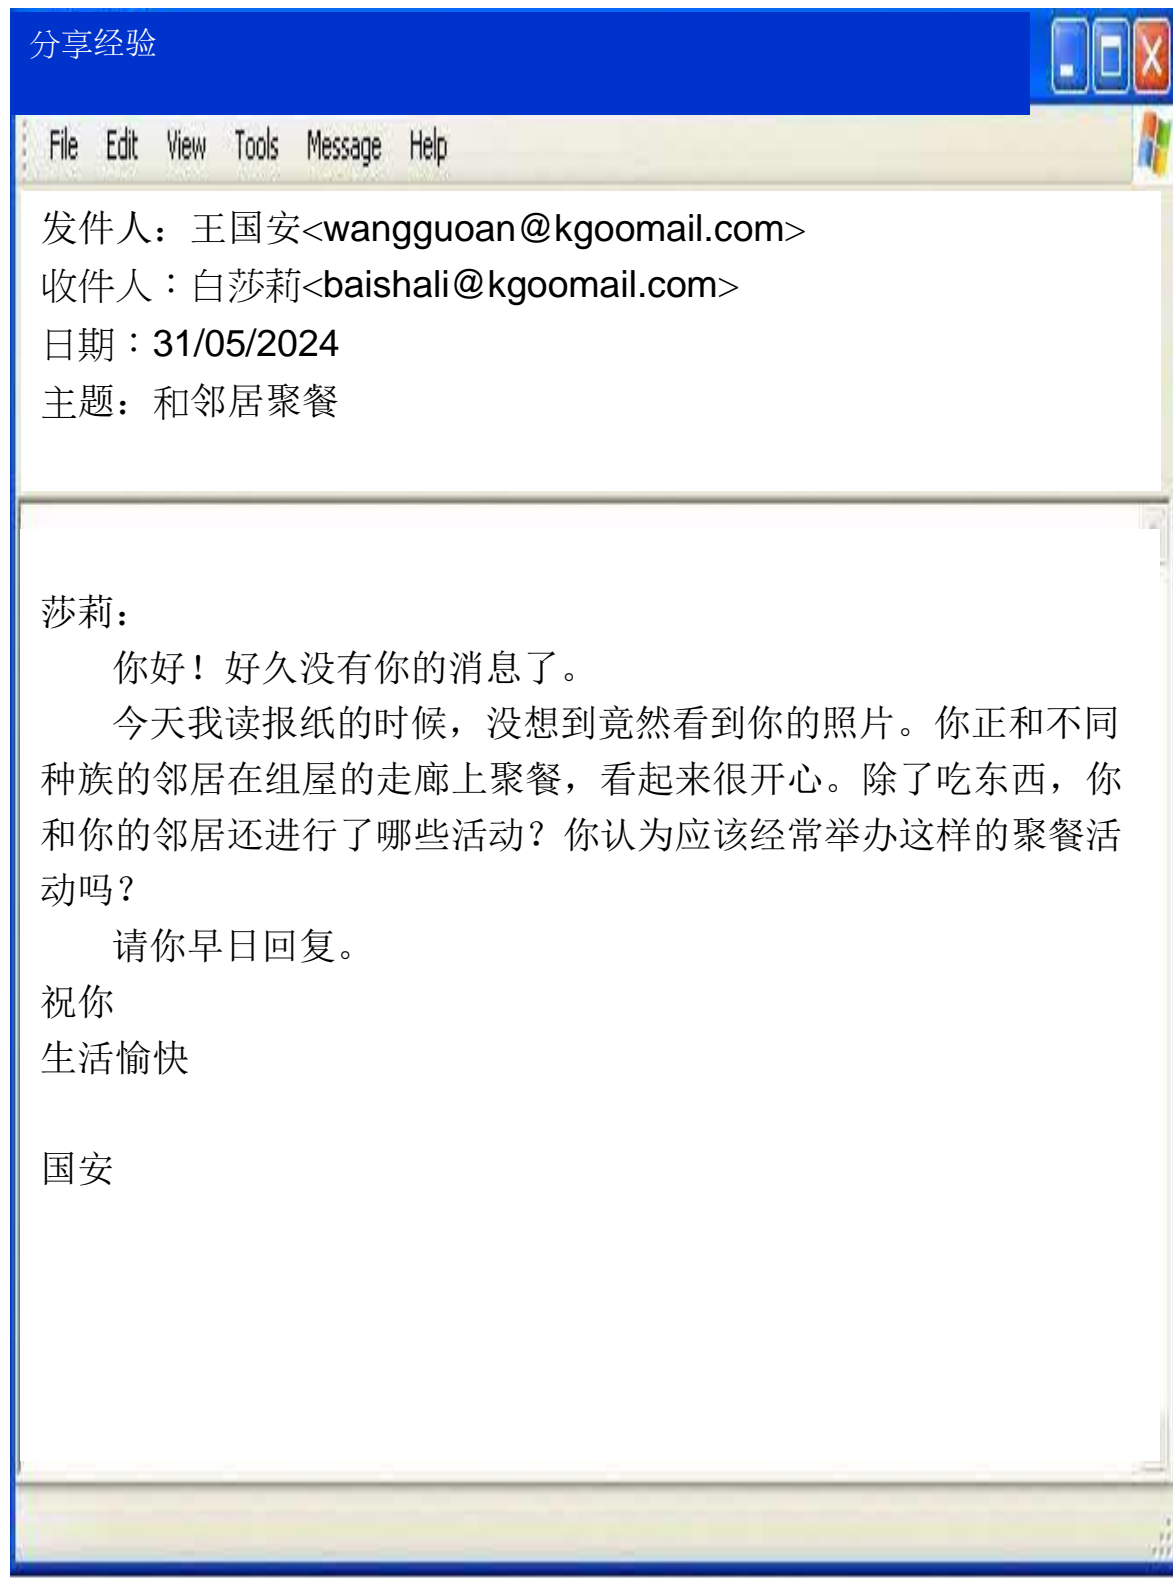 分享经验
File Edit View Tools Message Help
发件人：王国安<wangguoan@kgoomail.com>
收件人：白莎莉<baishali@kgoomail.com>
日期：31/05/2024
主题：和邻居聚餐
莎莉：
你好！好久没有你的消息了。
今天我读报纸的时候，没想到竟然看到你的照片。你正和不同
种族的邻居在组屋的走廊上聚餐，看起来很开心。除了吃东西，你
和你的邻居还进行了哪些活动？你认为应该经常举办这样的聚餐活
动吗？
请你早日回复。
祝你
生活愉快
国安